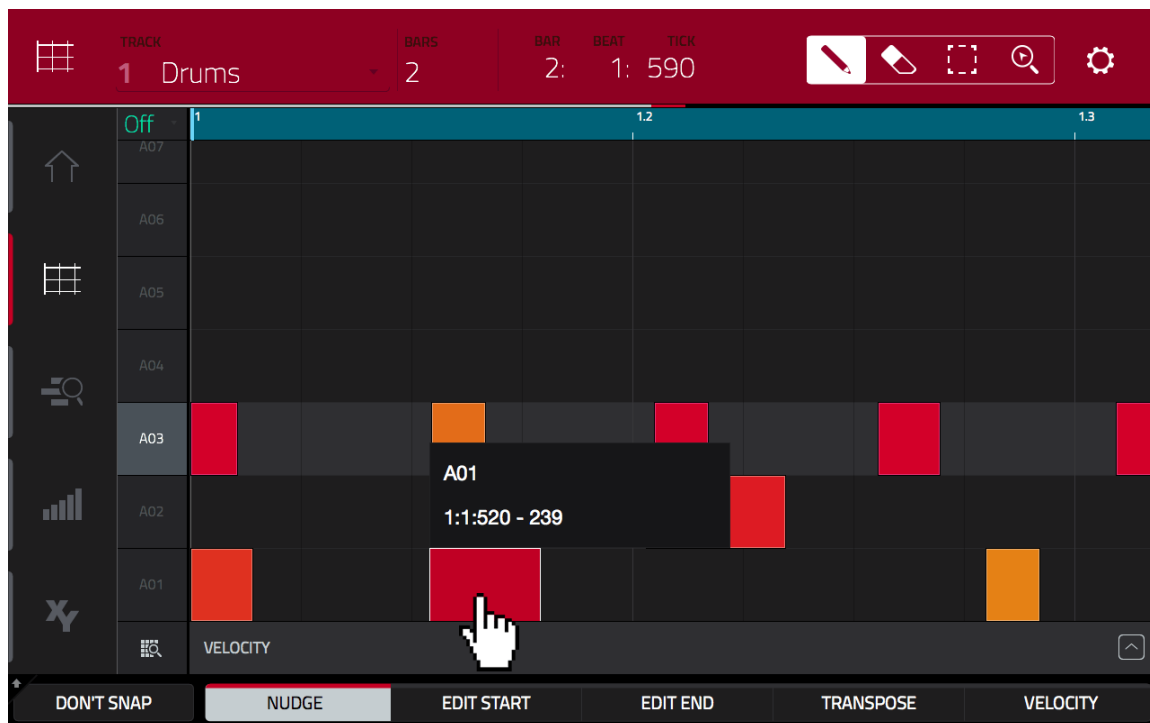 TRACK BARS BAR BEAT TICK
1 Drums 2 2: 1: 590
Off 1 1.2 1.3
A07
A06
A05
A04
A03
A01
1:1:520 - 239
A02
A01
XY
VELOCITY
DON'T SNAP NUDGE EDIT START EDIT END TRANSPOSE VELOCITY